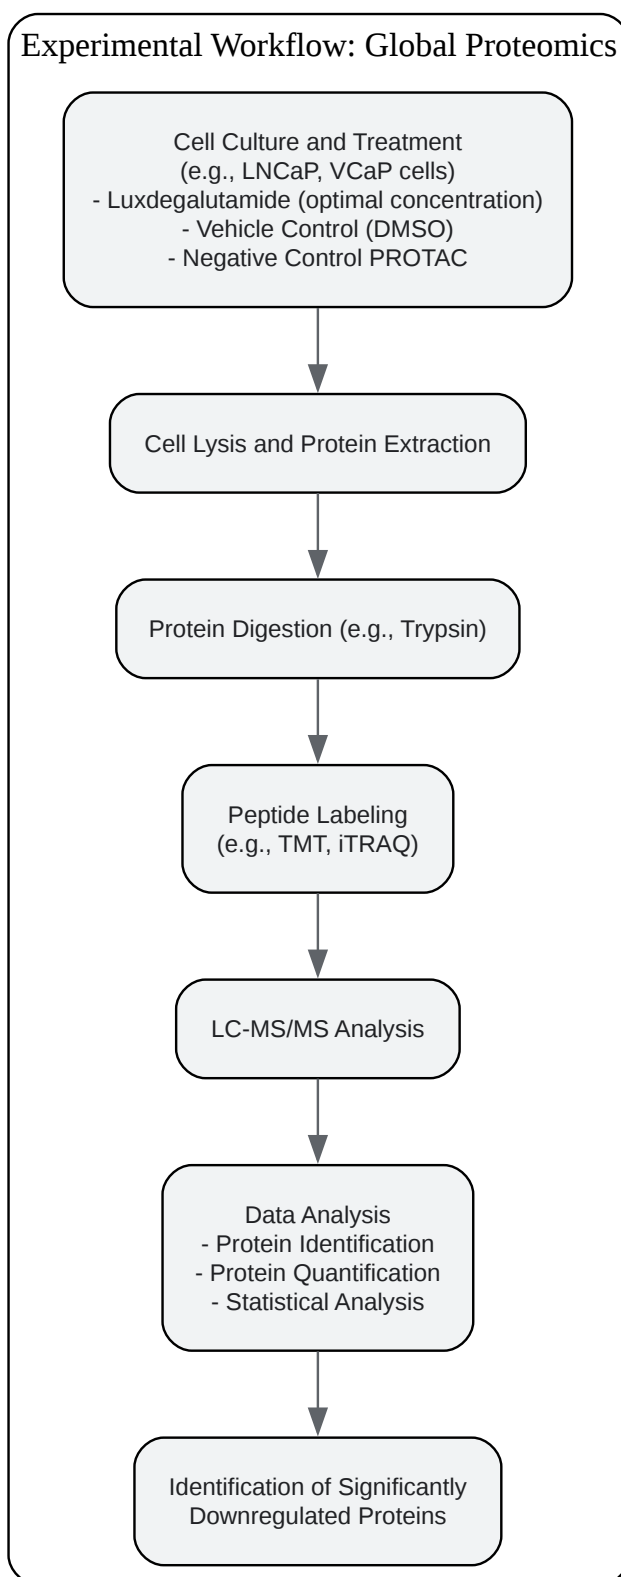 Experimental Workflow: Global Proteomics
Cell Culture and Treatment
(e.g., LNCaP, VCaP cells)
- Luxdegalutamide (optimal concentration)
- Vehicle Control (DMSO)
- Negative Control PROTAC
Cell Lysis and Protein Extraction
Protein Digestion (e.g., Trypsin)
Peptide Labeling
(e.g., TMT, iTRAQ)
LC-MS/MS Analysis
Data Analysis
- Protein Identification
- Protein Quantification
- Statistical Analysis
Identification of Significantly
Downregulated Proteins